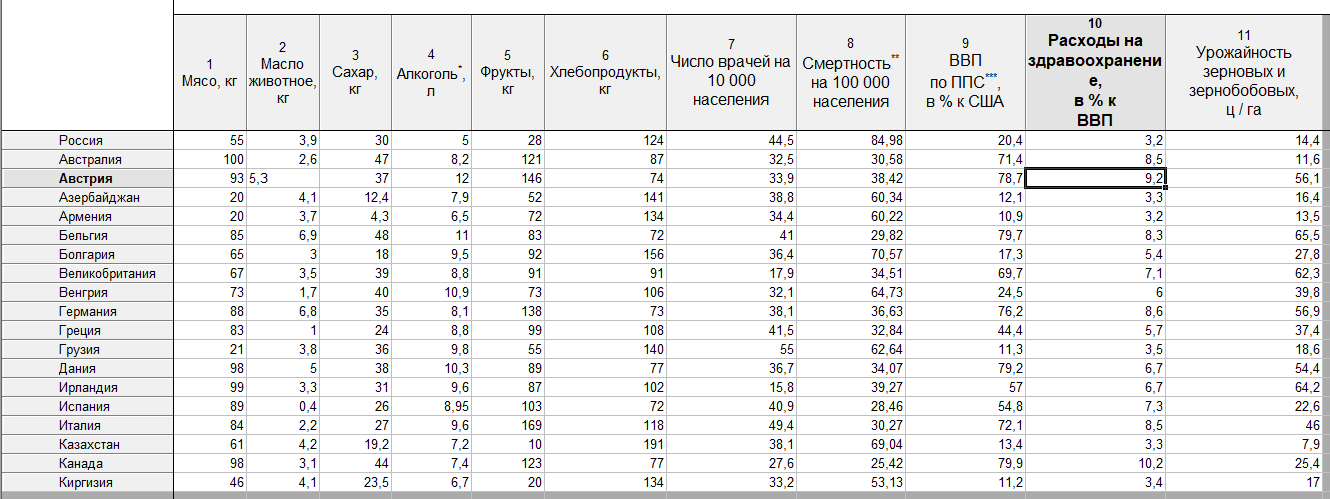 1 Мясо, кг | 2 Масло животное, кг | 3 Сахар, кг | 4 Алкоголь*, л | 5 Фрукты, кг | 6 Хлебопродукты, кг | 7 Число врачей на 10 000 населения | 8 Смертность** на 100 000 населения | 9 ВВП по ППС***, в % к США | 10 Расходы на здравоохранени е, в % к ВВП | 11 Урожайность зерновых и зернобобовых, ц / га
Россия 55 3,9 30 5 28 124 44,5 84,98 20,4 3,2 14,4
Австралия 100 2,6 47 8,2 121 87 32,5 30,58 71,4 8,5 11,6
Австрия 93 5,3 37 12 146 74 33,9 38,42 78,7 9,2 56,1
Азербайджан 20 4,1 12,4 7,9 52 141 38,8 60,34 12,1 3,3 16,4
Армения 20 3,7 4,3 6,5 72 134 34,4 60,22 10,9 3,2 13,5
Бельгия 85 6,9 48 11 83 72 41 29,82 79,7 8,3 65,5
Болгария 65 3 18 9,5 92 156 36,4 70,57 17,3 5,4 27,8
Великобритания 67 3,5 39 8,8 91 91 17,9 34,51 69,7 7,1 62,3
Венгрия 73 1,7 40 10,9 73 106 32,1 64,73 24,5 6 39,8
Германия 88 6,8 35 8,1 138 73 38,1 36,63 76,2 8,6 56,9
Греция 83 1 24 8,8 99 108 41,5 32,84 44,4 5,7 37,4
Грузия 21 3,8 36 9,8 55 140 55 62,64 11,3 3,5 18,6
Дания 98 5 38 10,3 89 77 36,7 34,07 79,2 6,7 54,4
Ирландия 99 3,3 31 9,6 87 102 15,8 39,27 57 6,7 64,2
Испания 89 0,4 26 8,95 103 72 40,9 28,46 54,8 7,3 22,6
Италия 84 2,2 27 9,6 169 118 49,4 30,27 72,1 8,5 46
Казахстан 61 4,2 19,2 7,2 10 191 38,1 69,04 13,4 3,3 7,9
Канада 98 3,1 44 7,4 123 77 27,6 25,42 79,9 10,2 25,4
Киргизия 46 4,1 23,5 6,7 20 134 33,2 53,13 11,2 3,4 17